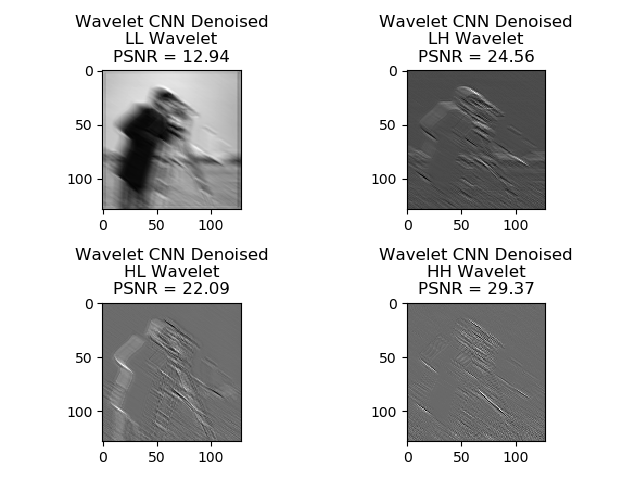 Wavelet CNN Denoised
LL Wavelet
PSNR = 12.94
0
50
100
0 50 100
Wavelet CNN Denoised
LH Wavelet
PSNR = 24.56
0
50
100
0 50 100
Wavelet CNN Denoised
HL Wavelet
PSNR = 22.09
0
50
100
0 50 100
Wavelet CNN Denoised
HH Wavelet
PSNR = 29.37
0
50
100
0 50 100